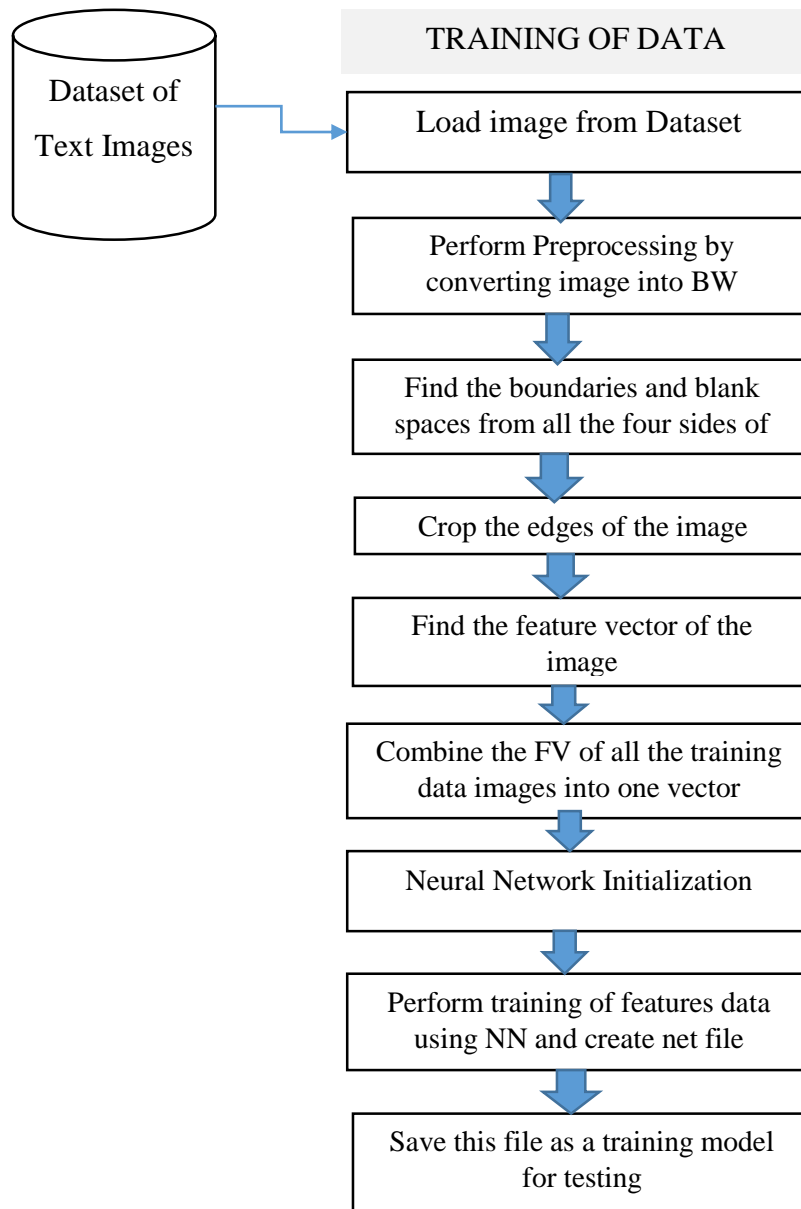 TRAINING OF DATA
Dataset of
Text Images
Load image from Dataset
Perform Preprocessing by
converting image into BW
Find the boundaries and blank
spaces from all the four sides of
Crop the edges of the image
Find the feature vector of the
image
Combine the FV of all the training
data images into one vector
Neural Network Initialization
Perform training of features data
using NN and create net file
Save this file as a training model
for testing